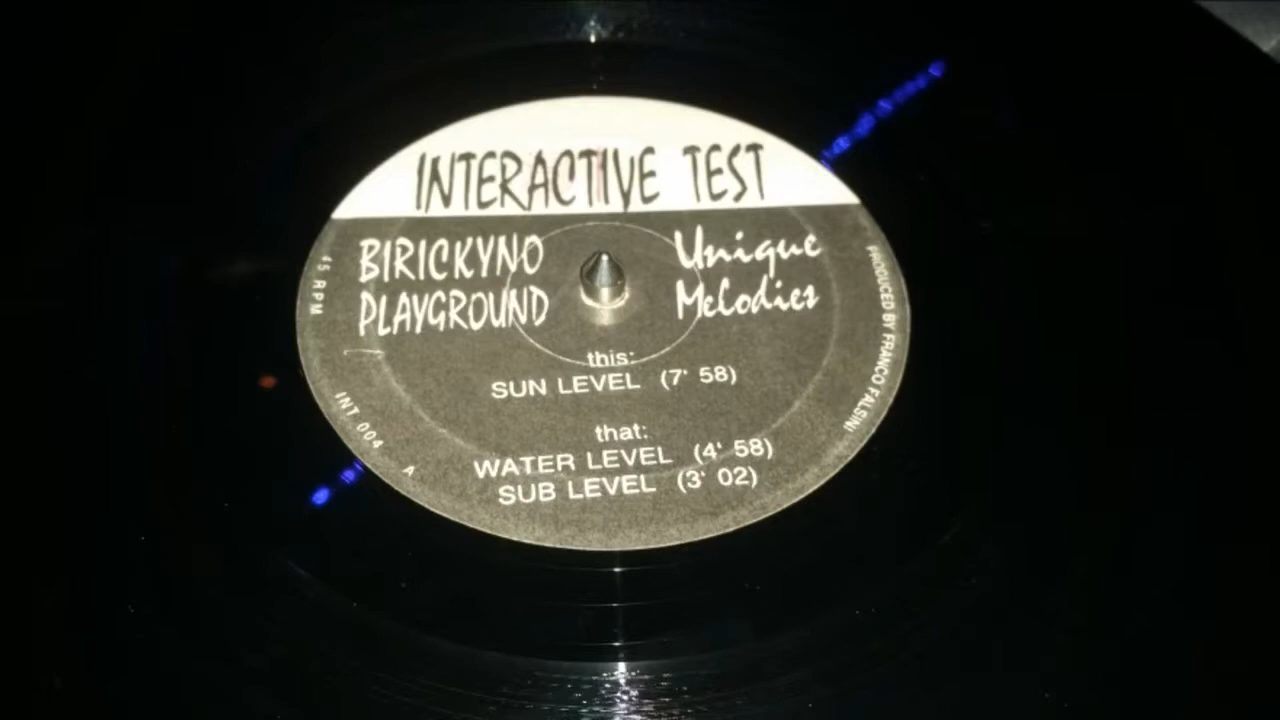 INTERACTIVE TEST
BIRICKYNO
PLAYGROUND
Unique
Melodies
45 RPM
INT 004
A
PRODUCED BY FRANCO FALSINI
this:
SUN LEVEL (7' 58)
that:
WATER LEVEL (4' 58)
SUB LEVEL (3' 02)